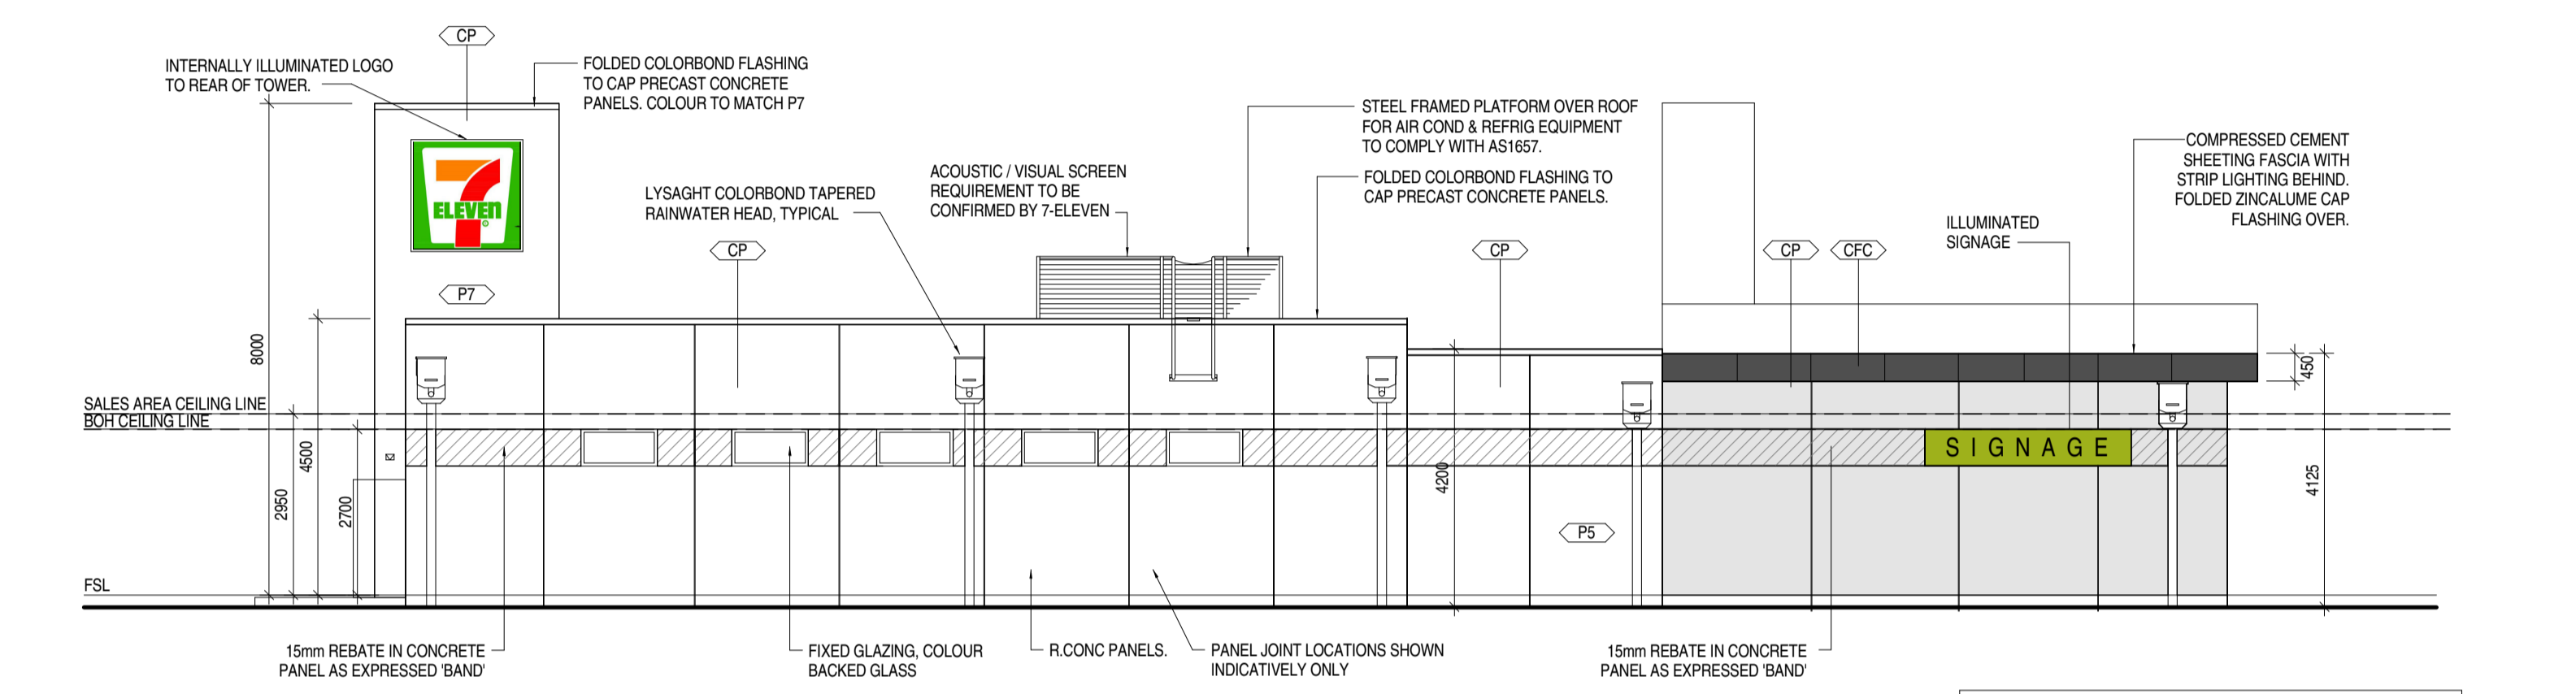 CP
INTERNALLY ILLUMINATED LOGO
TO REAR OF TOWER.
FOLDED COLORBOND FLASHING
TO CAP PRECAST CONCRETE
PANELS. COLOUR TO MATCH P7
7
ELEVEN
®
P7
LYSAGHT COLORBOND TAPERED
RAINWATER HEAD, TYPICAL
CP
ACOUSTIC / VISUAL SCREEN
REQUIREMENT TO BE
CONFIRMED BY 7-ELEVEN
STEEL FRAMED PLATFORM OVER ROOF
FOR AIR COND & REFRIG EQUIPMENT
TO COMPLY WITH AS1657.
FOLDED COLORBOND FLASHING TO
CAP PRECAST CONCRETE PANELS.
CP
CP
CFC
ILLUMINATED
SIGNAGE
COMPRESSED CEMENT
SHEETING FASCIA WITH
STRIP LIGHTING BEHIND.
FOLDED ZINCALUME CAP
FLASHING OVER.
8000
4500
2950
2700
SALES AREA CEILING LINE
BOH CEILING LINE
4200
SIGNAGE
450
4125
P5
FSL
15mm REBATE IN CONCRETE
PANEL AS EXPRESSED 'BAND'
FIXED GLAZING, COLOUR
BACKED GLASS
R.CONC PANELS.
PANEL JOINT LOCATIONS SHOWN
INDICATIVELY ONLY
15mm REBATE IN CONCRETE
PANEL AS EXPRESSED 'BAND'